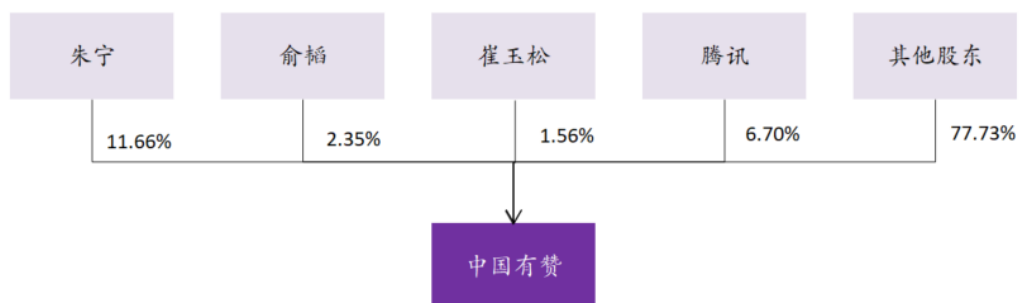 朱宁
俞韬
崔玉松
腾讯
其他股东
11.66%
2.35%
1.56%
6.70%
77.73%
中国有赞